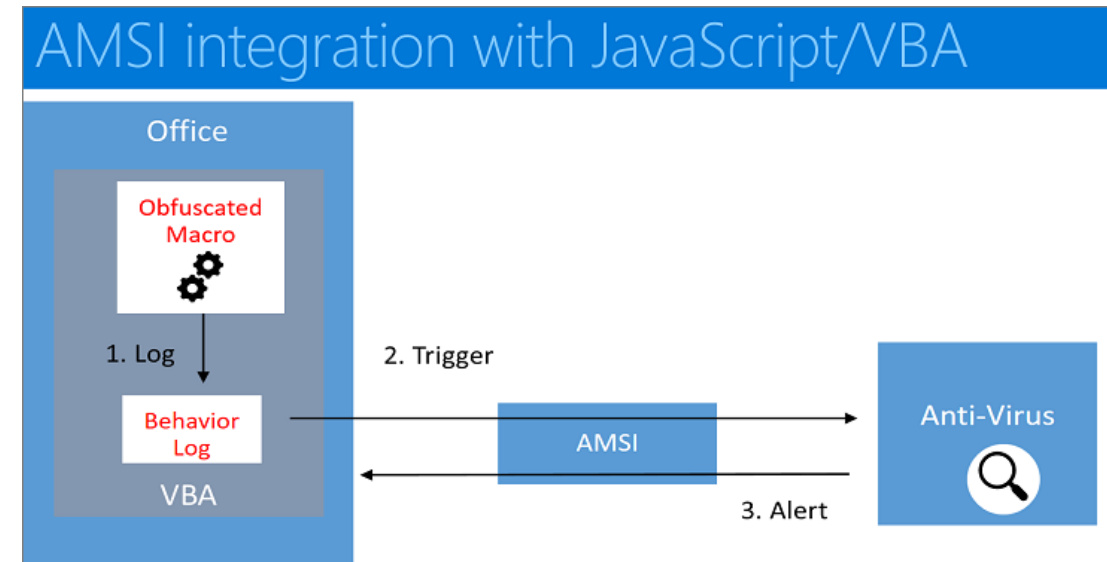 AMSI integration with JavaScript/VBA
Office
Obfuscated
Macro
1. Log
2. Trigger
Behavior
Log
VBA
AMSI
Anti-Virus
3. Alert